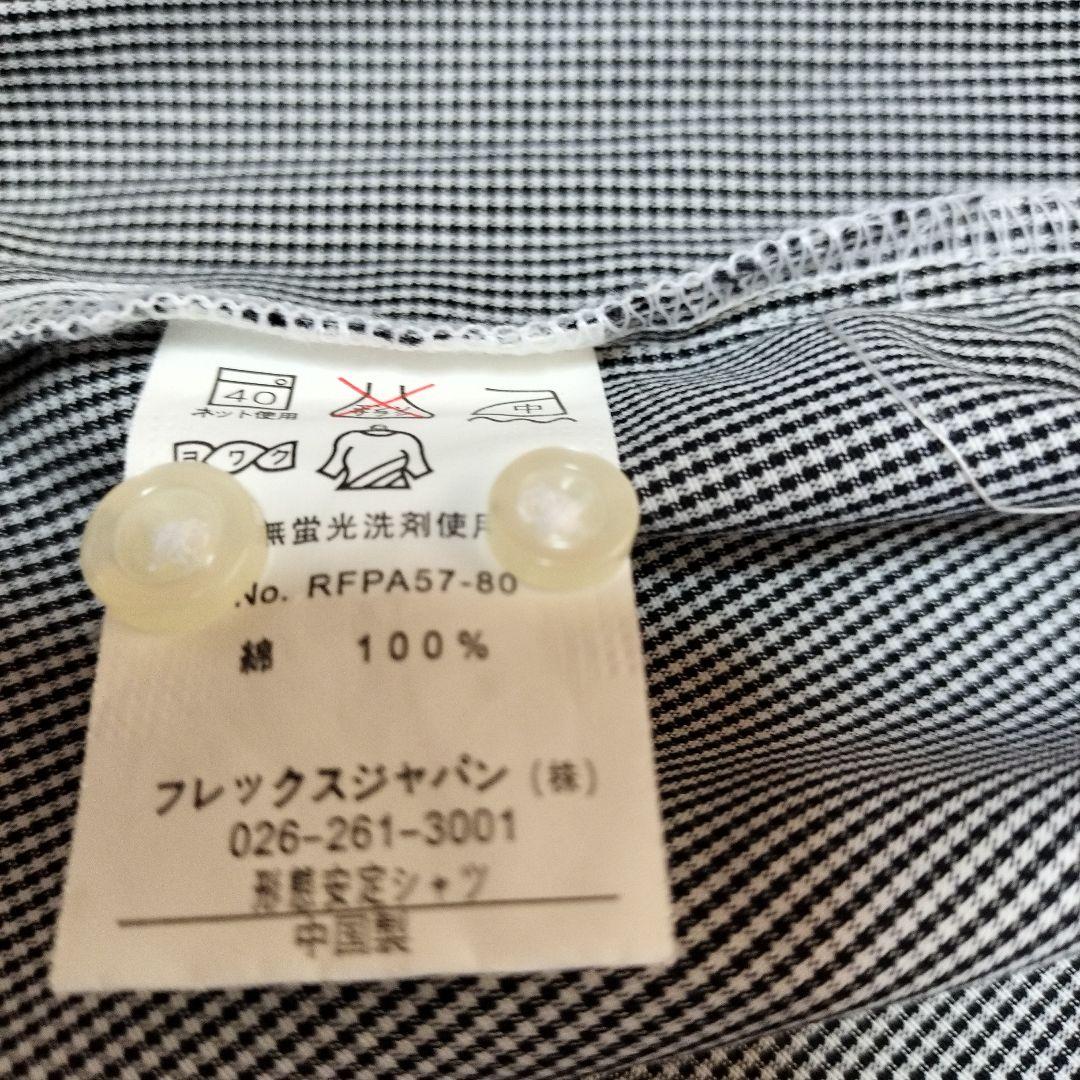 40
ネット使用
中
ヨワク
無蛍光洗剤使用
No. RFPA57-80
綿 100%
フレックスジャパン(株)
026-261-3001
形態安定シャツ
中国製